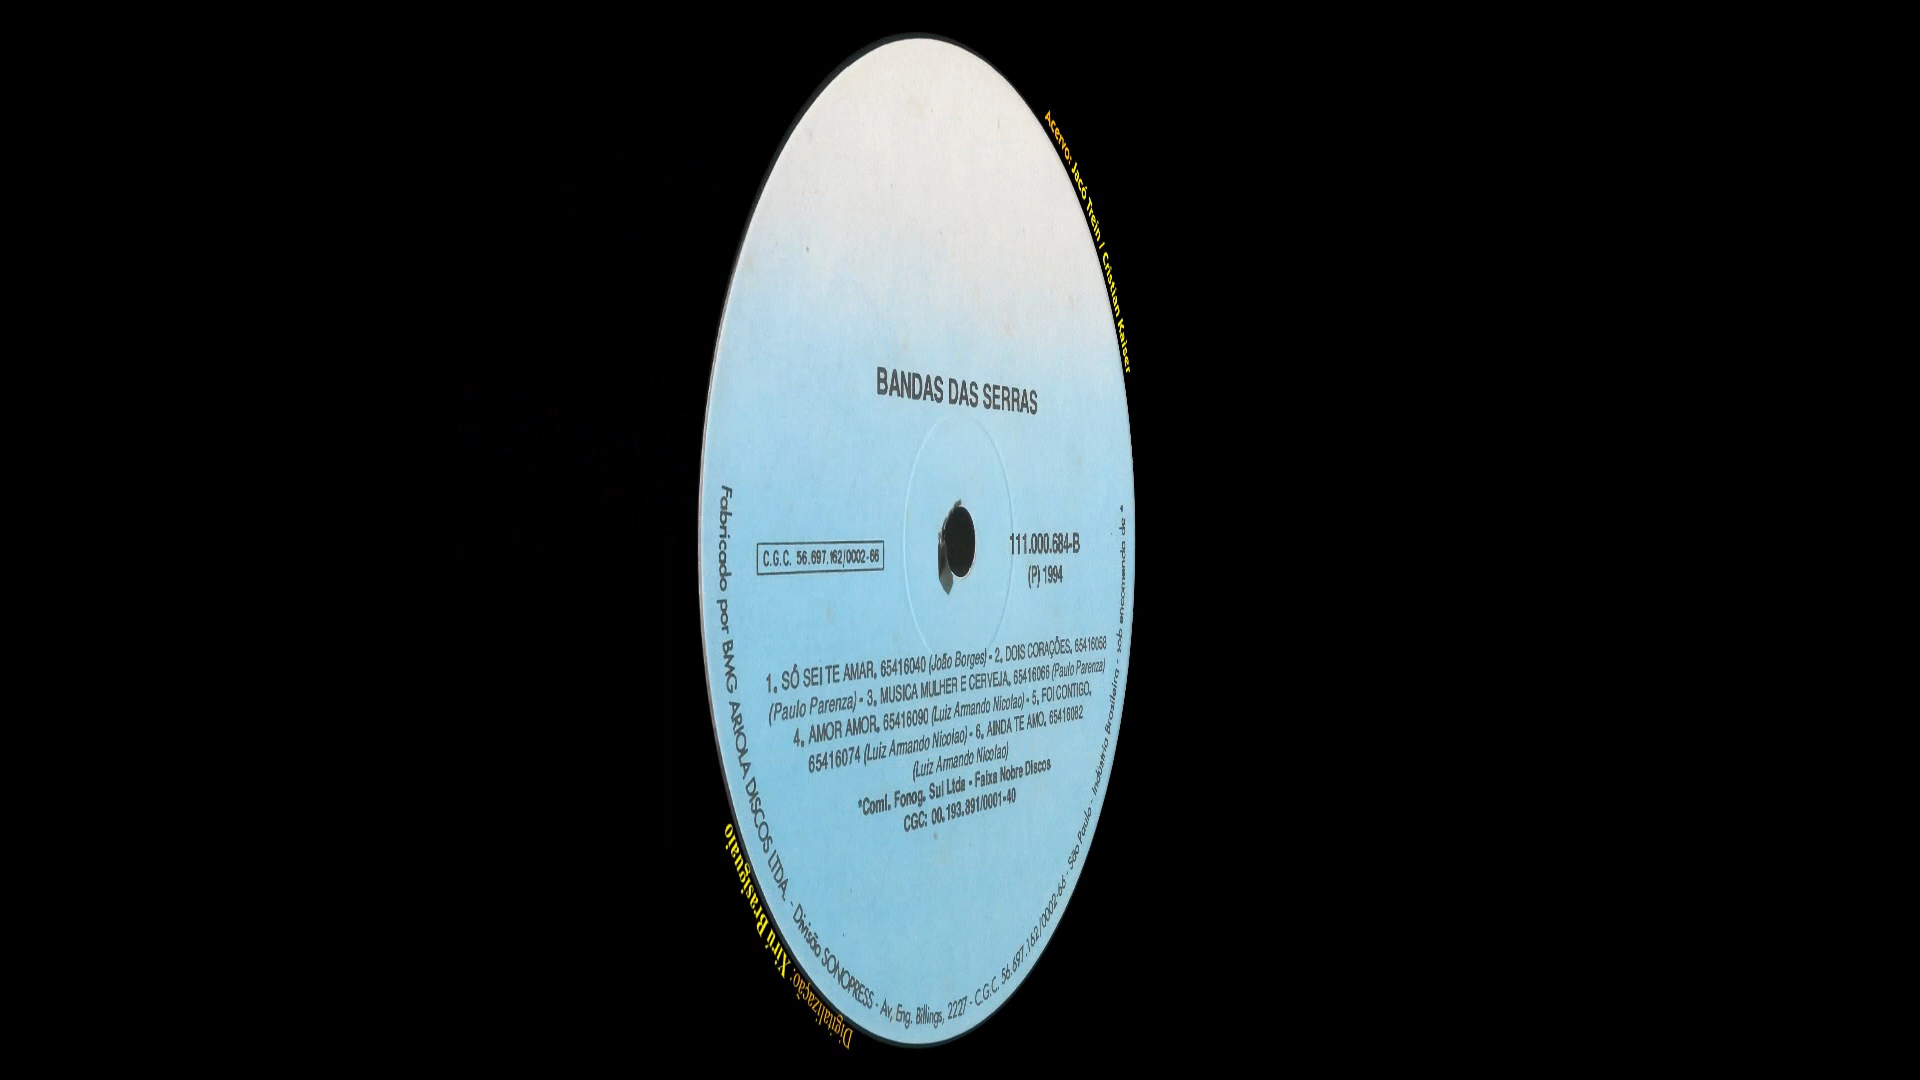 BANDAS DAS SERRAS
C.G.C. 56.697.162/0002-66
111.000.684-B
(P) 1994
1. SÓ SEI TE AMAR, 65416040 (João Borges) - 2. DOIS CORAÇÕES, 65416058
(Paulo Parenza) - 3. MUSICA MULHER E CERVEJA, 65416066 (Paulo Parenza)
4. AMOR AMOR, 65416090 (Luiz Armando Nicolao) - 5. FOI CONTIGO,
65416074 (Luiz Armando Nicolao) - 6. AINDA TE AMO, 65416082
(Luiz Armando Nicolao)
*Coml. Fonog. Sul Ltda - Faixa Nobre Discos
CGC: 00.193.891/0001-40
Fabricado por BMG ARIOLA DISCOS LTDA. - Divisão SONOPRESS - Av, Eng. Billings, 2227 - C.G.C. 56.697.162/0002-66 - São Paulo - Indústria Brasileira - sob encomenda de *
Acervo: Jacó Trein / Cristian Kaiser
Digitalização: Xirú Brasiguaio